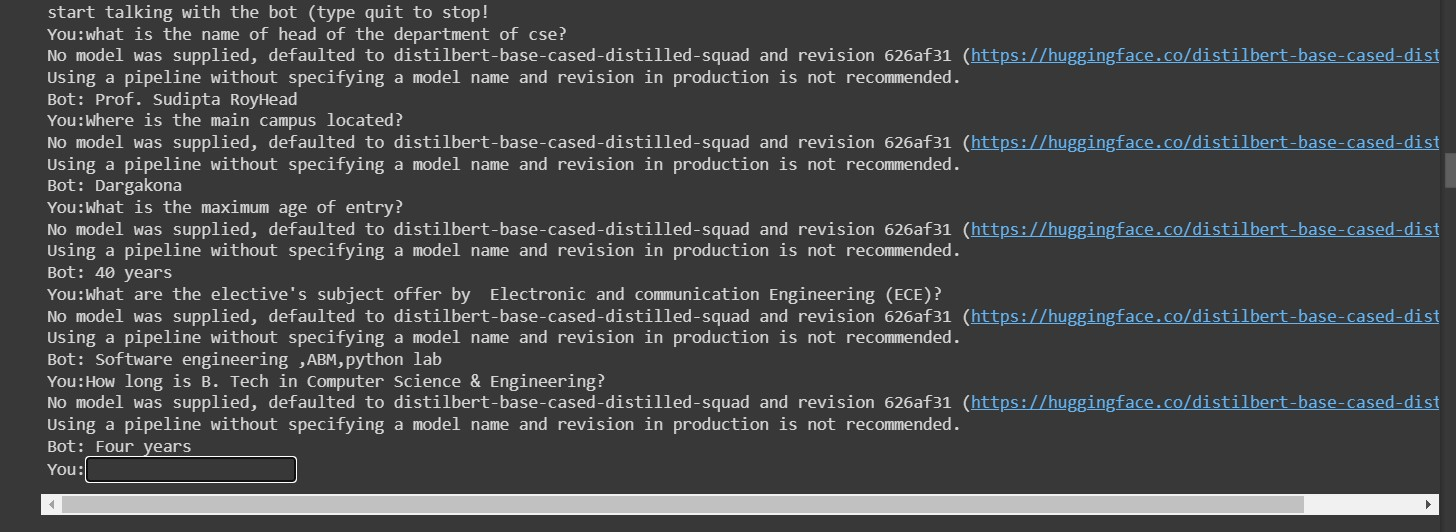 start talking with the bot (type quit to stop!
You:what is the name of head of the department of cse?
No model was supplied, defaulted to distilbert-base-cased-distilled-squad and revision 626af31 (https://huggingface.co/distilbert-base-cased-dist
Using a pipeline without specifying a model name and revision in production is not recommended.
Bot: Prof. Sudipta RoyHead
You:Where is the main campus located?
No model was supplied, defaulted to distilbert-base-cased-distilled-squad and revision 626af31 (https://huggingface.co/distilbert-base-cased-dist
Using a pipeline without specifying a model name and revision in production is not recommended.
Bot: Dargakona
You:What is the maximum age of entry?
No model was supplied, defaulted to distilbert-base-cased-distilled-squad and revision 626af31 (https://huggingface.co/distilbert-base-cased-dist
Using a pipeline without specifying a model name and revision in production is not recommended.
Bot: 40 years
You:What are the elective's subject offer by  Electronic and communication Engineering (ECE)?
No model was supplied, defaulted to distilbert-base-cased-distilled-squad and revision 626af31 (https://huggingface.co/distilbert-base-cased-dist
Using a pipeline without specifying a model name and revision in production is not recommended.
Bot: Software engineering ,ABM,python lab
You:How long is B. Tech in Computer Science & Engineering?
No model was supplied, defaulted to distilbert-base-cased-distilled-squad and revision 626af31 (https://huggingface.co/distilbert-base-cased-dist
Using a pipeline without specifying a model name and revision in production is not recommended.
Bot: Four years
You: